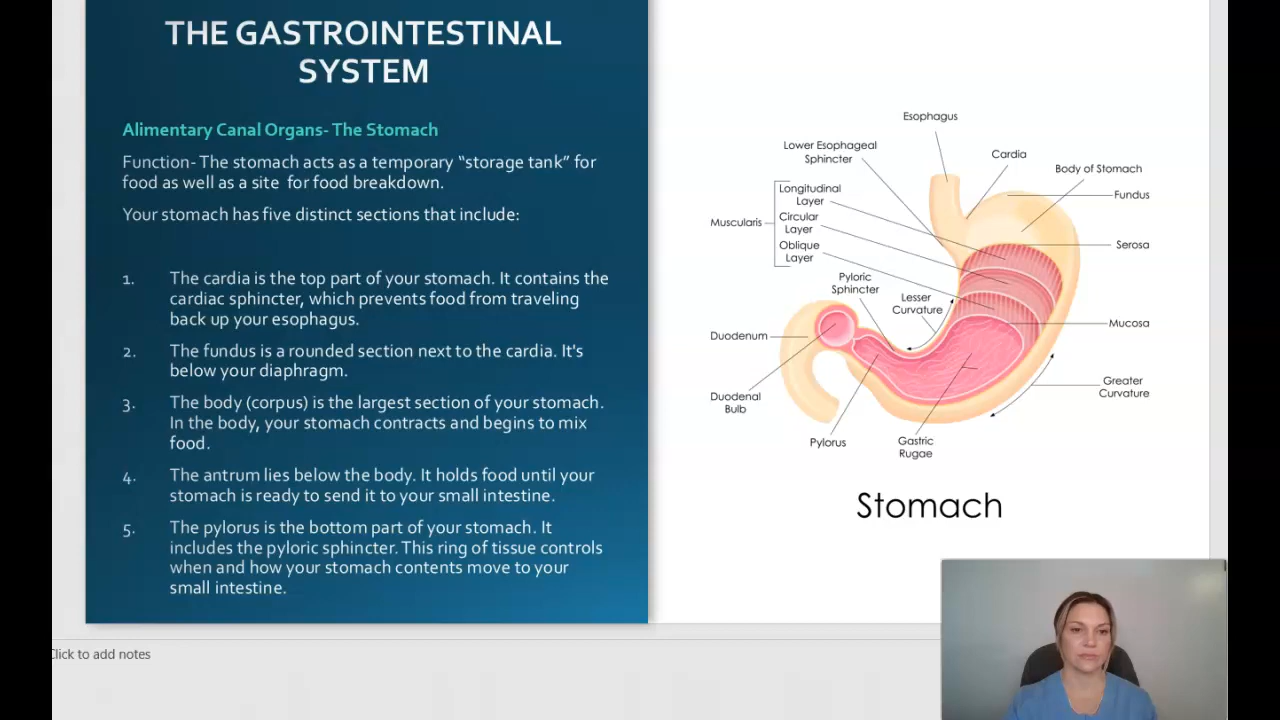 THE GASTROINTESTINAL
SYSTEM
Alimentary Canal Organs- The Stomach
Function- The stomach acts as a temporary “storage tank” for
food as well as a site for food breakdown.
Your stomach has five distinct sections that include:
1. The cardia is the top part of your stomach. It contains the
cardiac sphincter, which prevents food from traveling
back up your esophagus.
2. The fundus is a rounded section next to the cardia. It's
below your diaphragm.
3. The body (corpus) is the largest section of your stomach.
In the body, your stomach contracts and begins to mix
food.
4. The antrum lies below the body. It holds food until your
stomach is ready to send it to your small intestine.
5. The pylorus is the bottom part of your stomach. It
includes the pyloric sphincter. This ring of tissue controls
when and how your stomach contents move to your
small intestine.
Esophagus
Lower Esophageal
Sphincter
Cardia
Body of Stomach
Fundus
Longitudinal
Layer
Muscularis
Circular
Layer
Oblique
Layer
Serosa
Pyloric
Sphincter
Lesser
Curvature
Duodenum
Mucosa
Greater
Curvature
Duodenal
Bulb
Pylorus
Gastric
Rugae
Stomach
Click to add notes